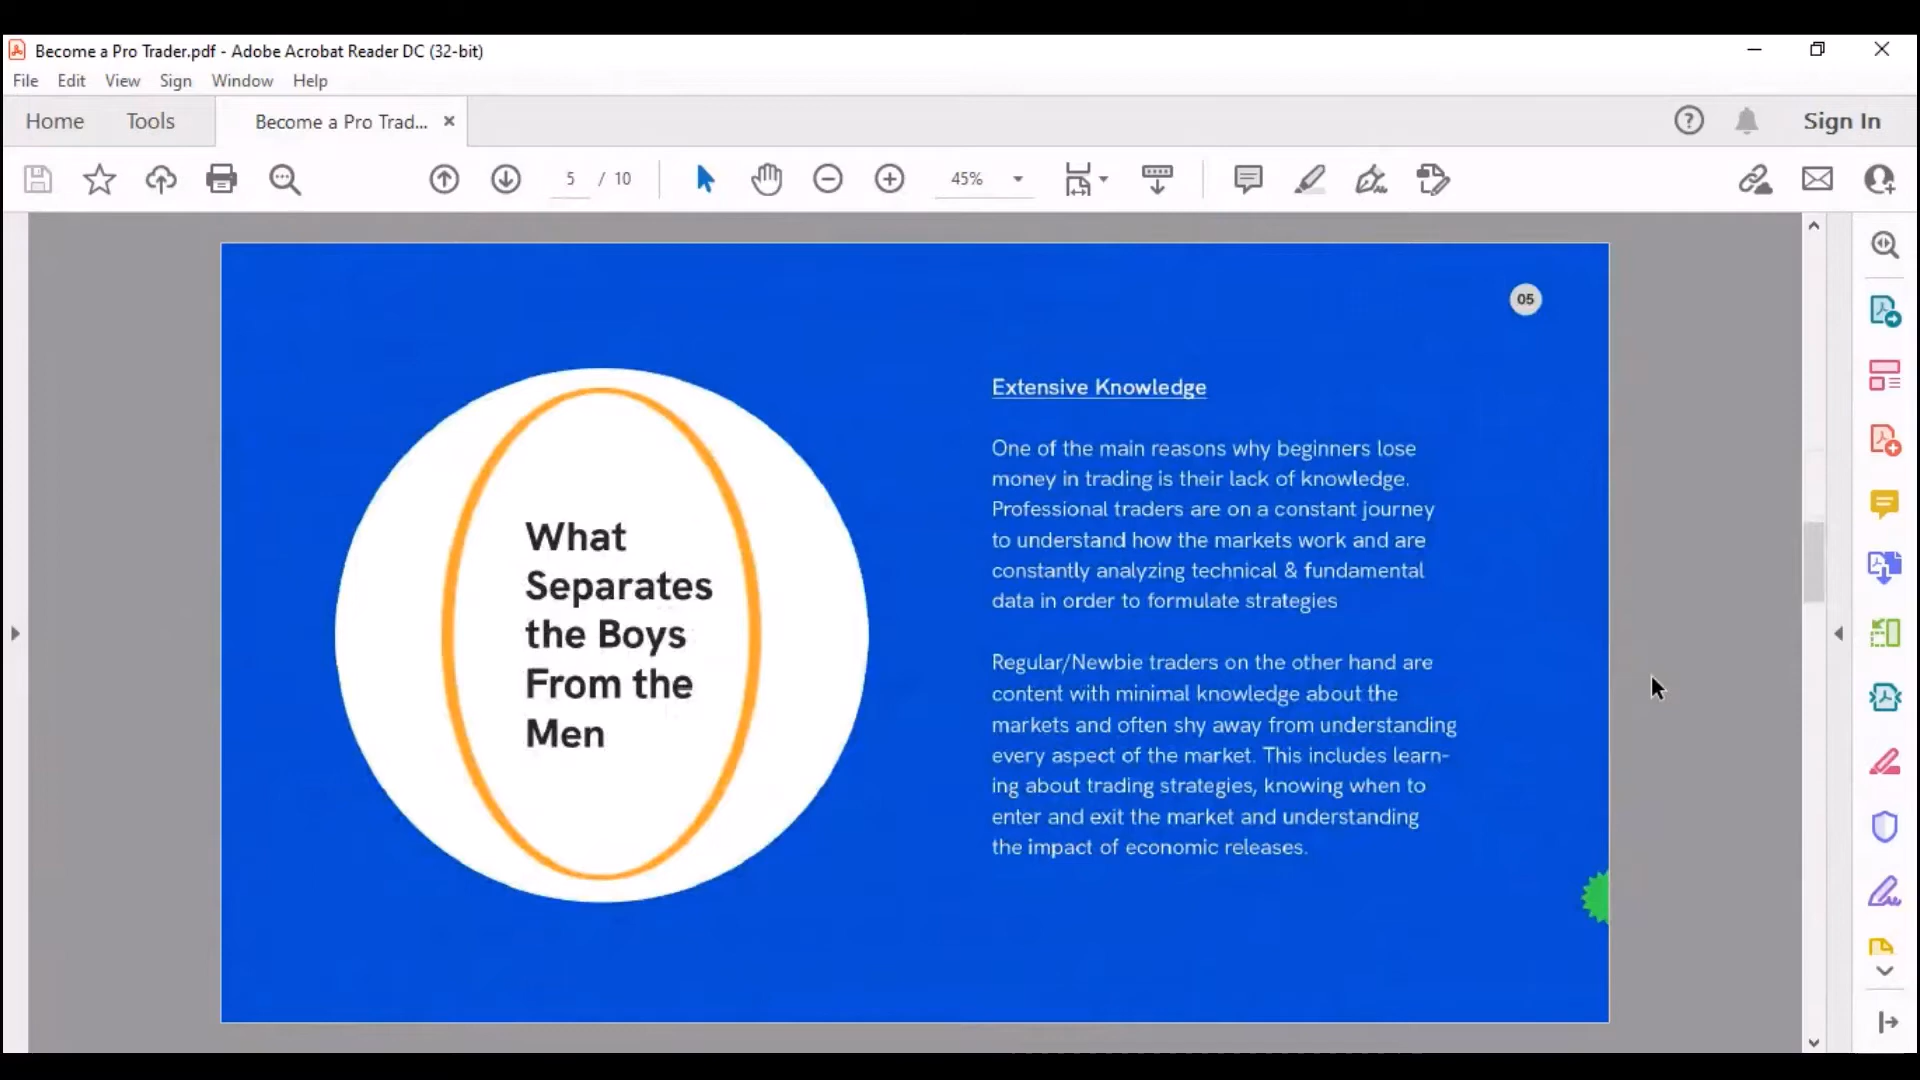 Become a Pro Trader.pdf - Adobe Acrobat Reader DC (32-bit)
File Edit View Sign Window Help
Home Tools Become a Pro Trad... Sign In
5 / 10 45%
05
What
Separates
the Boys
From the
Men
Extensive Knowledge
One of the main reasons why beginners lose
money in trading is their lack of knowledge.
Professional traders are on a constant journey
to understand how the markets work and are
constantly analyzing technical & fundamental
data in order to formulate strategies
Regular/Newbie traders on the other hand are
content with minimal knowledge about the
markets and often shy away from understanding
every aspect of the market. This includes learn-
ing about trading strategies, knowing when to
enter and exit the market and understanding
the impact of economic releases.